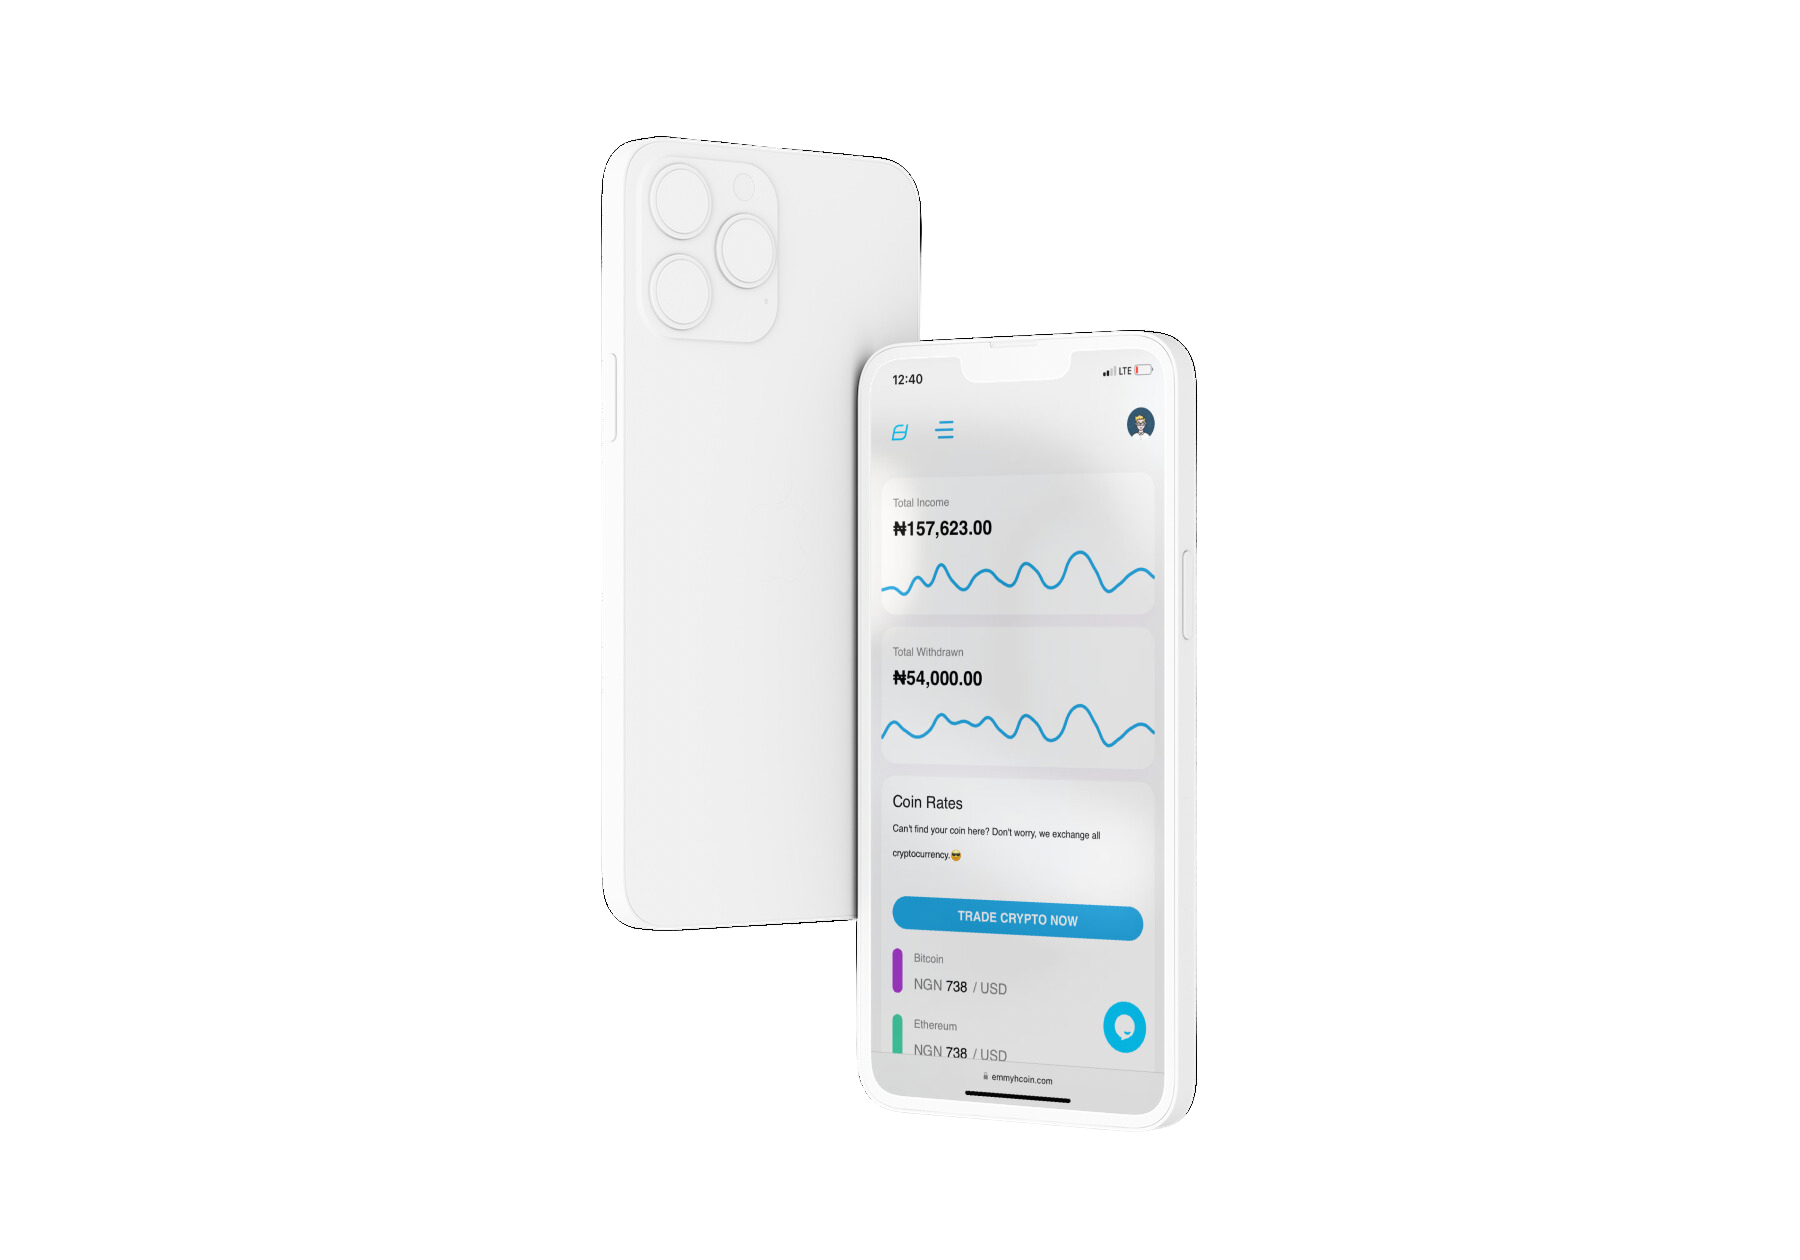 12:40
LTE
Total Income
₦157,623.00
Total Withdrawn
₦54,000.00
Coin Rates
Can't find your coin here? Don't worry, we exchange all
cryptocurrency.😎
TRADE CRYPTO NOW
Bitcoin
NGN 738 / USD
Ethereum
NGN 738 / USD
emmyhcoin.com